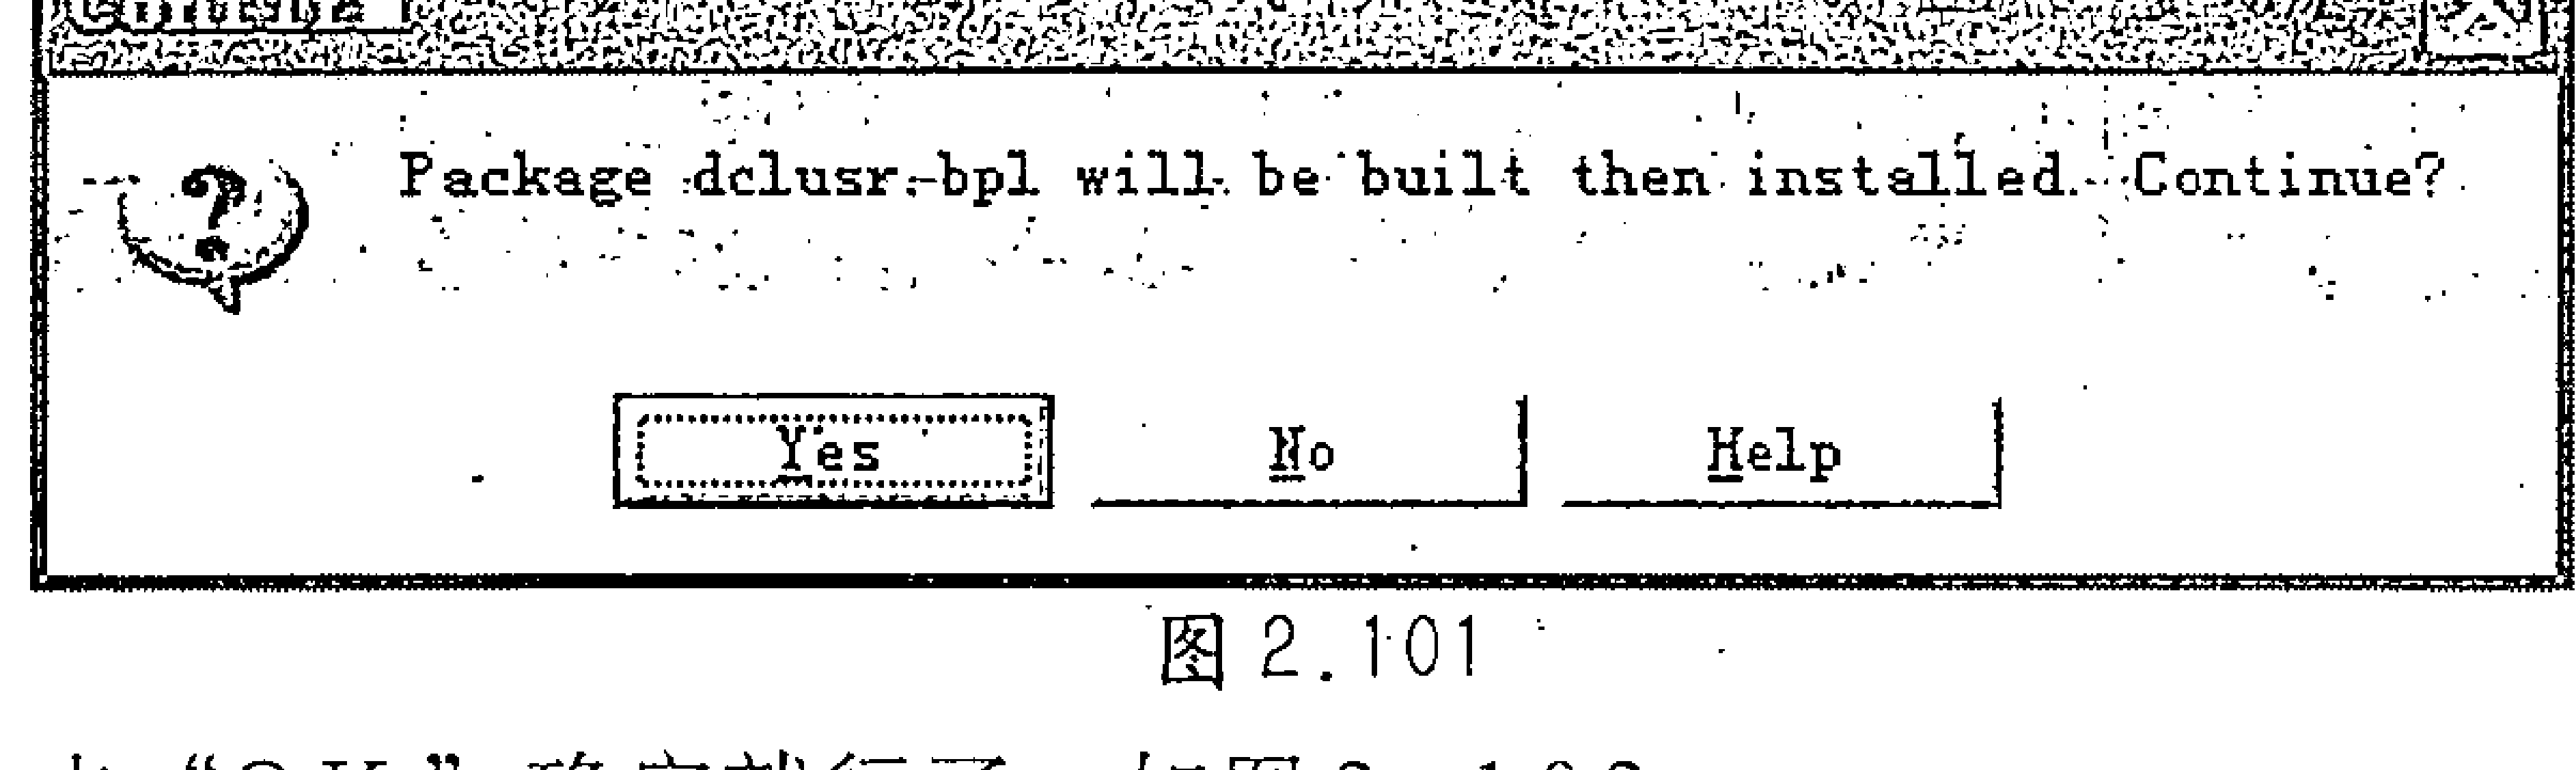 Package dclusr.bpl will be built then installed. Continue?
Yes No Help
图 2.101